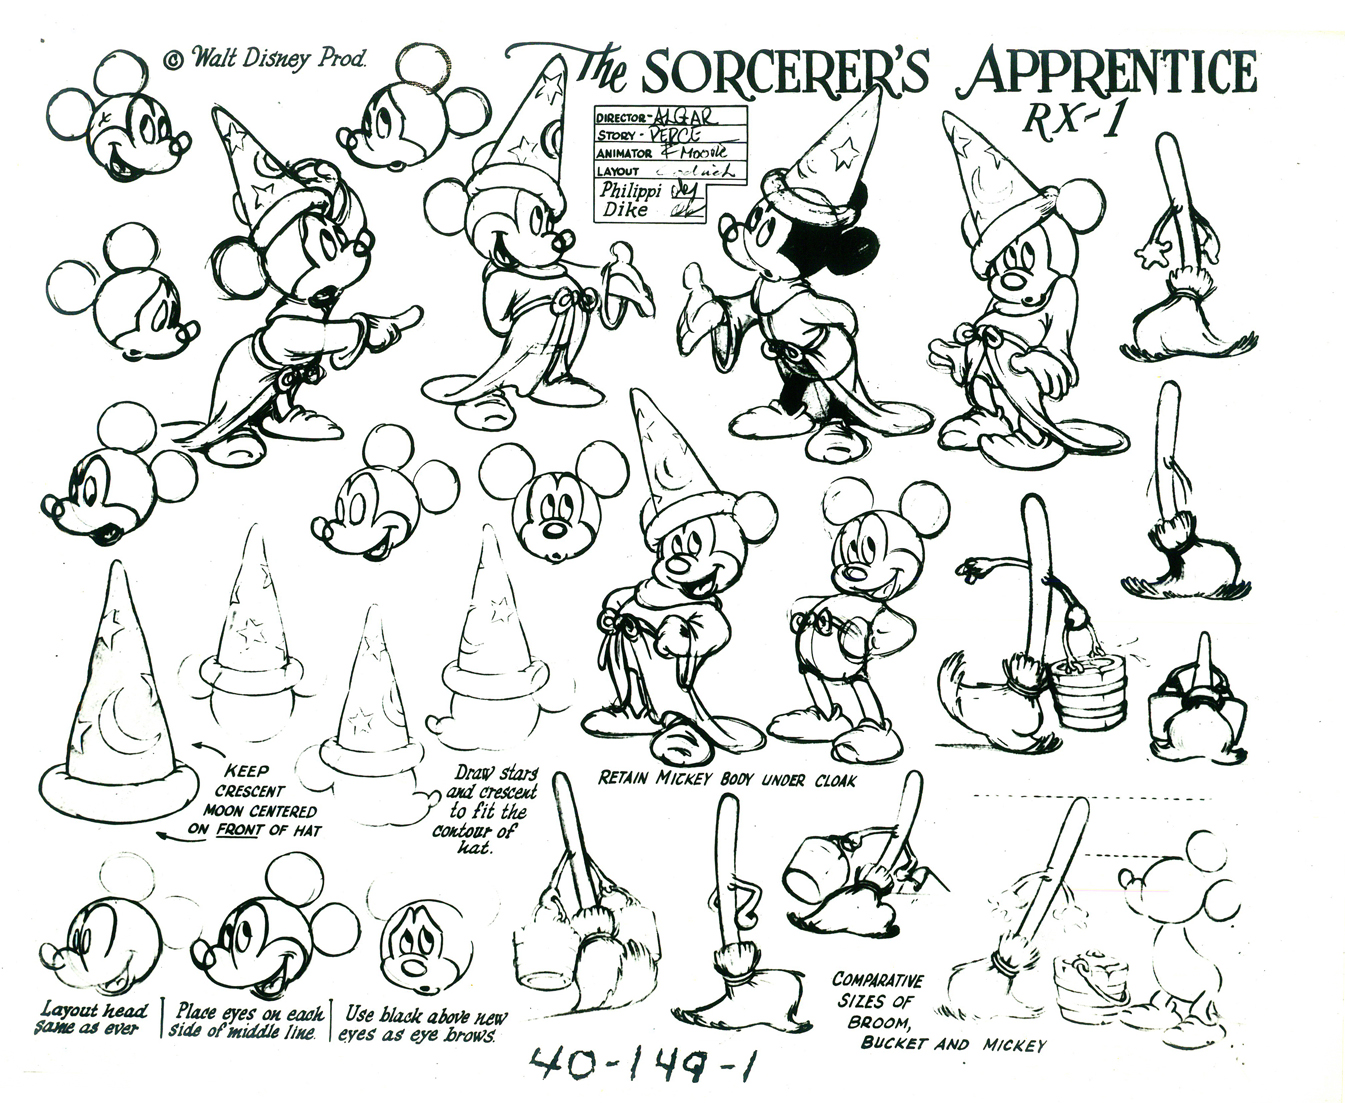 © Walt Disney Prod.
The SORCERER'S APPRENTICE
RX-1
DIRECTOR - ALGAR
STORY - PERCE
ANIMATOR & Moore
LAYOUT
Philippi
Dike
KEEP
CRESCENT
MOON CENTERED
ON FRONT OF HAT
Draw stars
and crescent
to fit the
contour of
hat.
RETAIN MICKEY BODY UNDER CLOAK
Layout head
same as ever
Place eyes on each
side of middle line.
Use black above new
eyes as eye brows.
COMPARATIVE
SIZES OF
BROOM,
BUCKET AND MICKEY
40-149-1